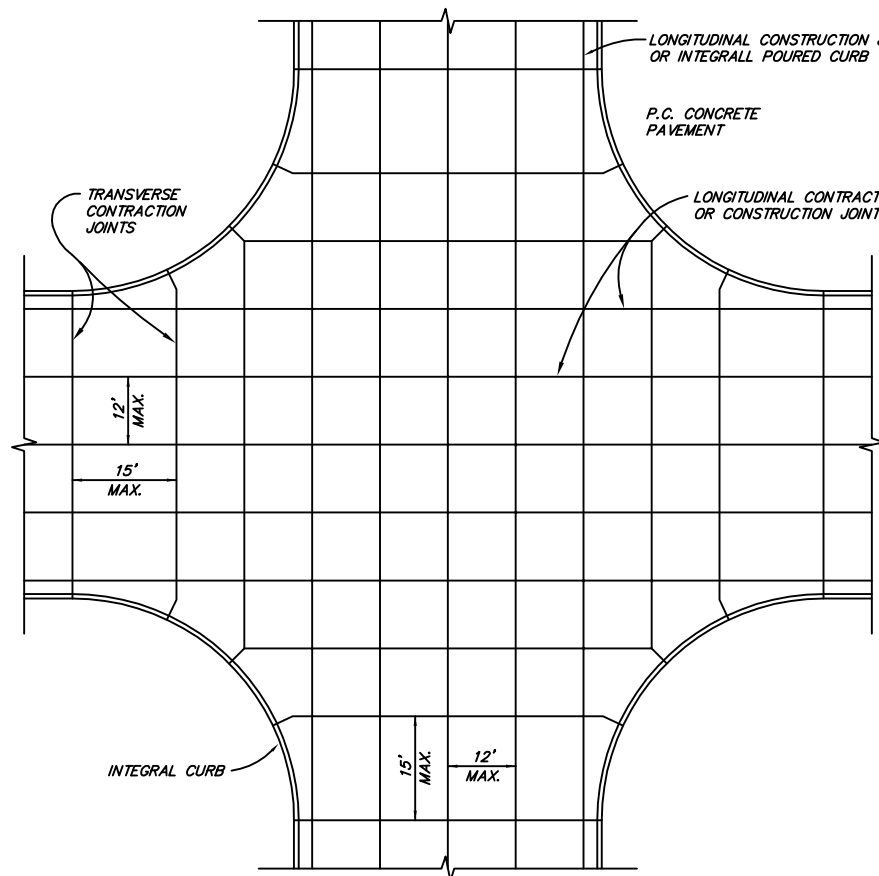 LONGITUDINAL CONSTRUCTION
OR INTEGRALL POURED CURB
P.C. CONCRETE
PAVEMENT
TRANSVERSE
CONTRACTION
JOINTS
LONGITUDINAL CONTRACT
OR CONSTRUCTION JOINT
12'
MAX.
15'
MAX.
INTEGRAL CURB
15'
MAX.
12'
MAX.